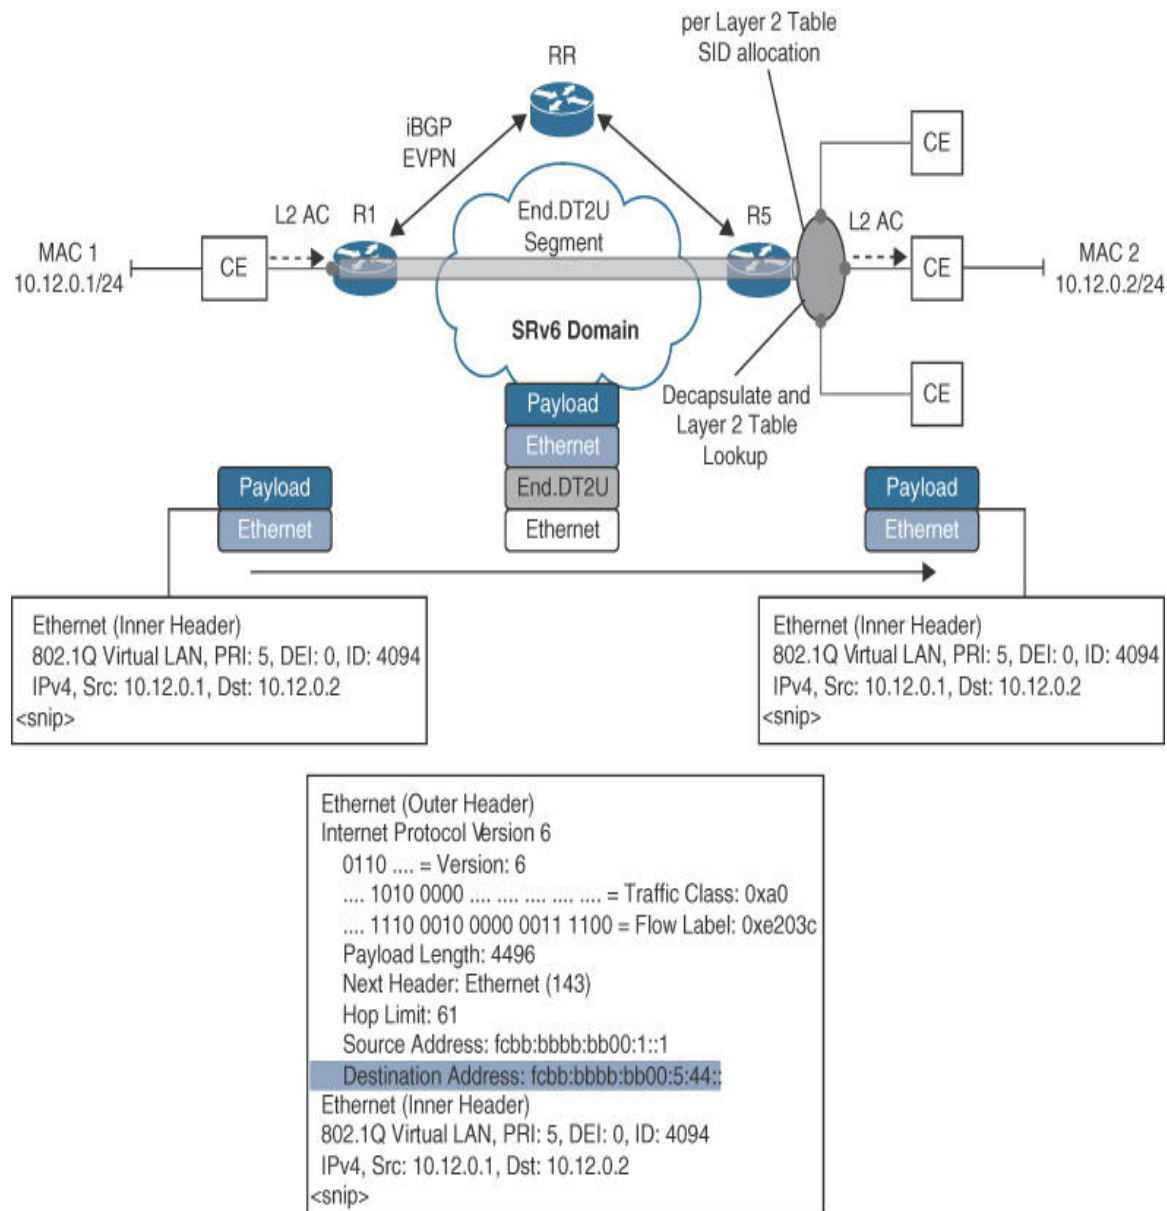 per Layer 2 Table
SID allocation
RR
iBGP
EVPN
CE
L2 AC
R1
End.DT2U
Segment
R5
L2 AC
MAC 1
10.12.0.1/24
CE
CE
MAC 2
10.12.0.2/24
SRv6 Domain
CE
Decapsulate and
Layer 2 Table
Lookup
Payload
Ethernet
End.DT2U
Ethernet
Payload
Ethernet
Payload
Ethernet
Ethernet (Inner Header)
802.1Q Virtual LAN, PRI: 5, DEI: 0, ID: 4094
IPv4, Src: 10.12.0.1, Dst: 10.12.0.2
<snip>
Ethernet (Inner Header)
802.1Q Virtual LAN, PRI: 5, DEI: 0, ID: 4094
IPv4, Src: 10.12.0.1, Dst: 10.12.0.2
<snip>
Ethernet (Outer Header)
Internet Protocol Version 6
0110 .... = Version: 6
.... 1010 0000 .... .... .... .... .... = Traffic Class: 0xa0
.... 1110 0010 0000 0011 1100 = Flow Label: 0xe203c
Payload Length: 4496
Next Header: Ethernet (143)
Hop Limit: 61
Source Address: fcbb:bbbb:bb00:1::1
Destination Address: fcbb:bbbb:bb00:5:44::
Ethernet (Inner Header)
802.1Q Virtual LAN, PRI: 5, DEI: 0, ID: 4094
IPv4, Src: 10.12.0.1, Dst: 10.12.0.2
<snip>